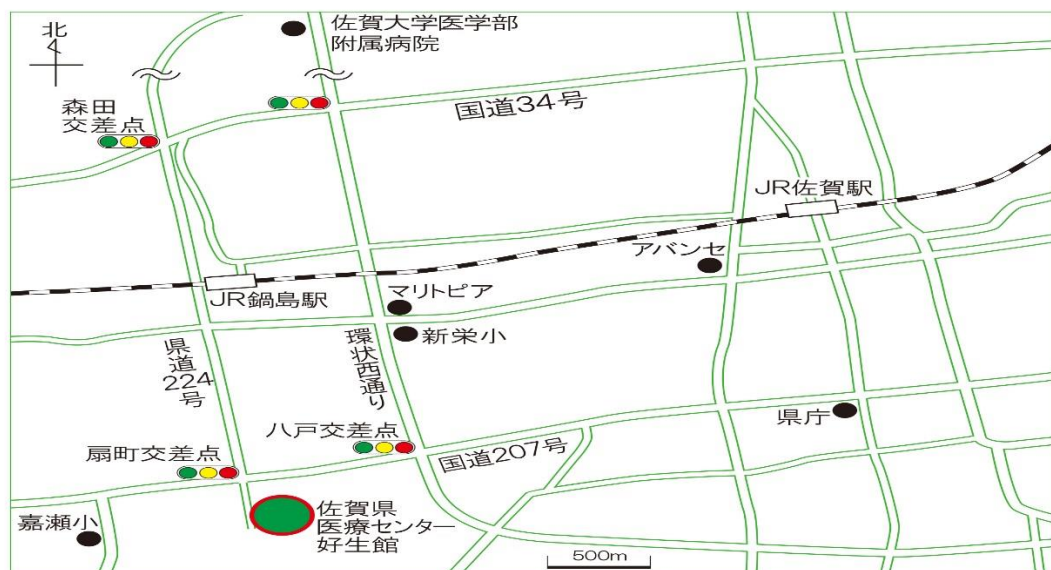 北
佐賀大学医学部
附属病院
森田
交差点
国道34号
JR佐賀駅
アバンセ
JR鍋島駅
マリトピア
新栄小
県道224号
環状西通り
県庁
八戸交差点
国道207号
扇町交差点
佐賀県
医療センター
好生館
嘉瀬小
500m